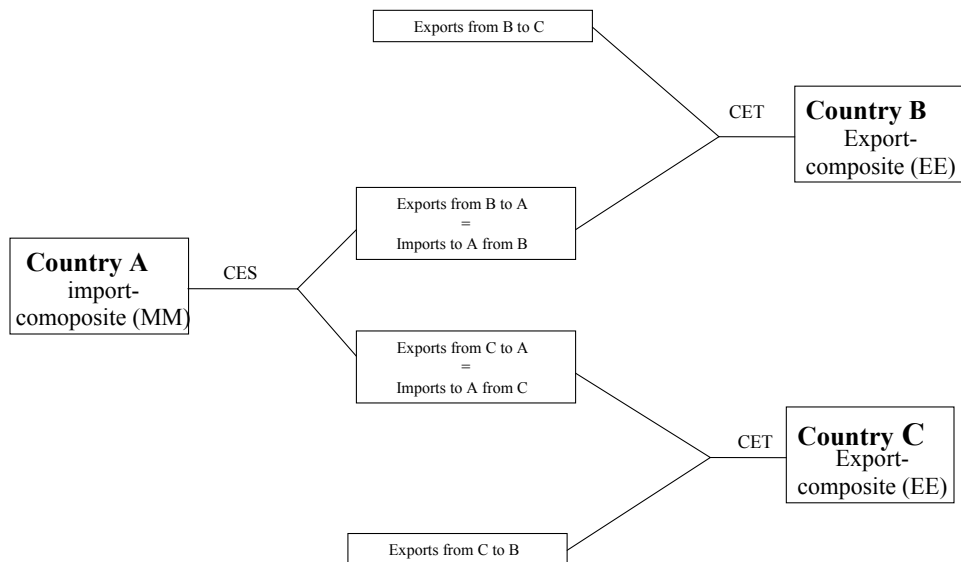 Exports from B to C
CET
Country B
Export-
composite (EE)
Exports from B to A
=
Imports to A from B
Country A
import-
comoposite (MM)
CES
Exports from C to A
=
Imports to A from C
CET
Country C
Export-
composite (EE)
Exports from C to B